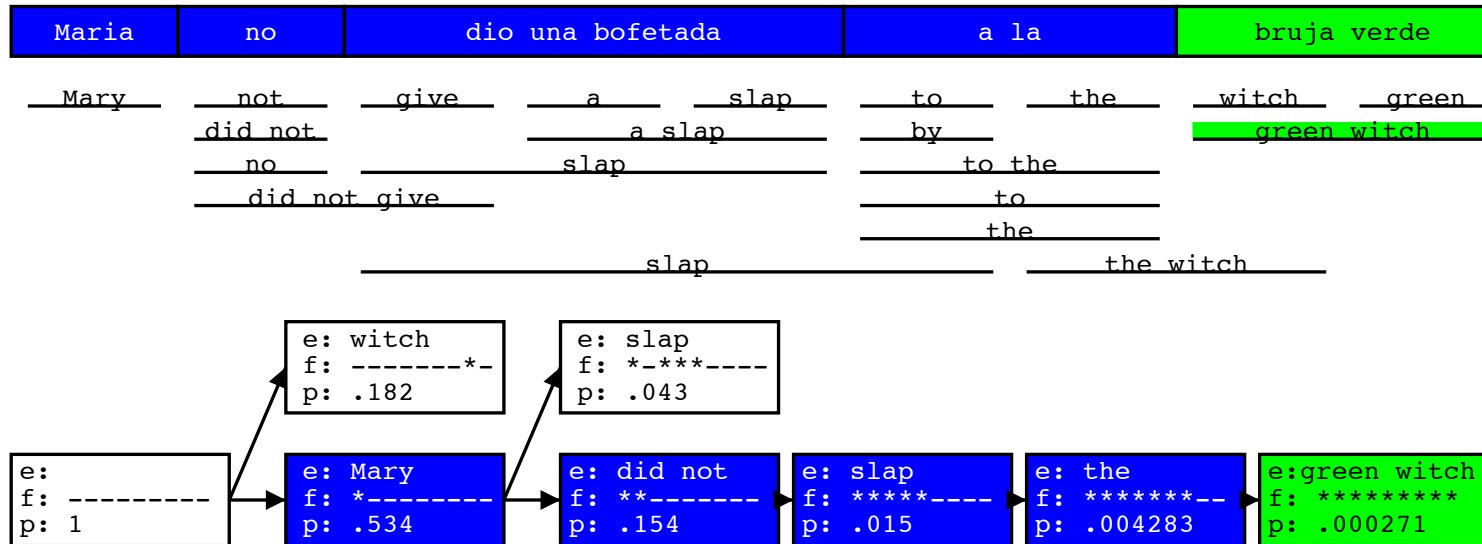 Maria no dio una bofetada a la bruja verde
Mary not give a slap to the witch green
did not a slap by green witch
no slap to the
did not give to
the
slap the witch
e: witch
f: -------*-
p: .182
e: slap
f: *-***----
p: .043
e:
f: ---------
p: 1
e: Mary
f: *--------
p: .534
e: did not
f: **-------
p: .154
e: slap
f: *****----
p: .015
e: the
f: *******--
p: .004283
e:green witch
f: *********
p: .000271